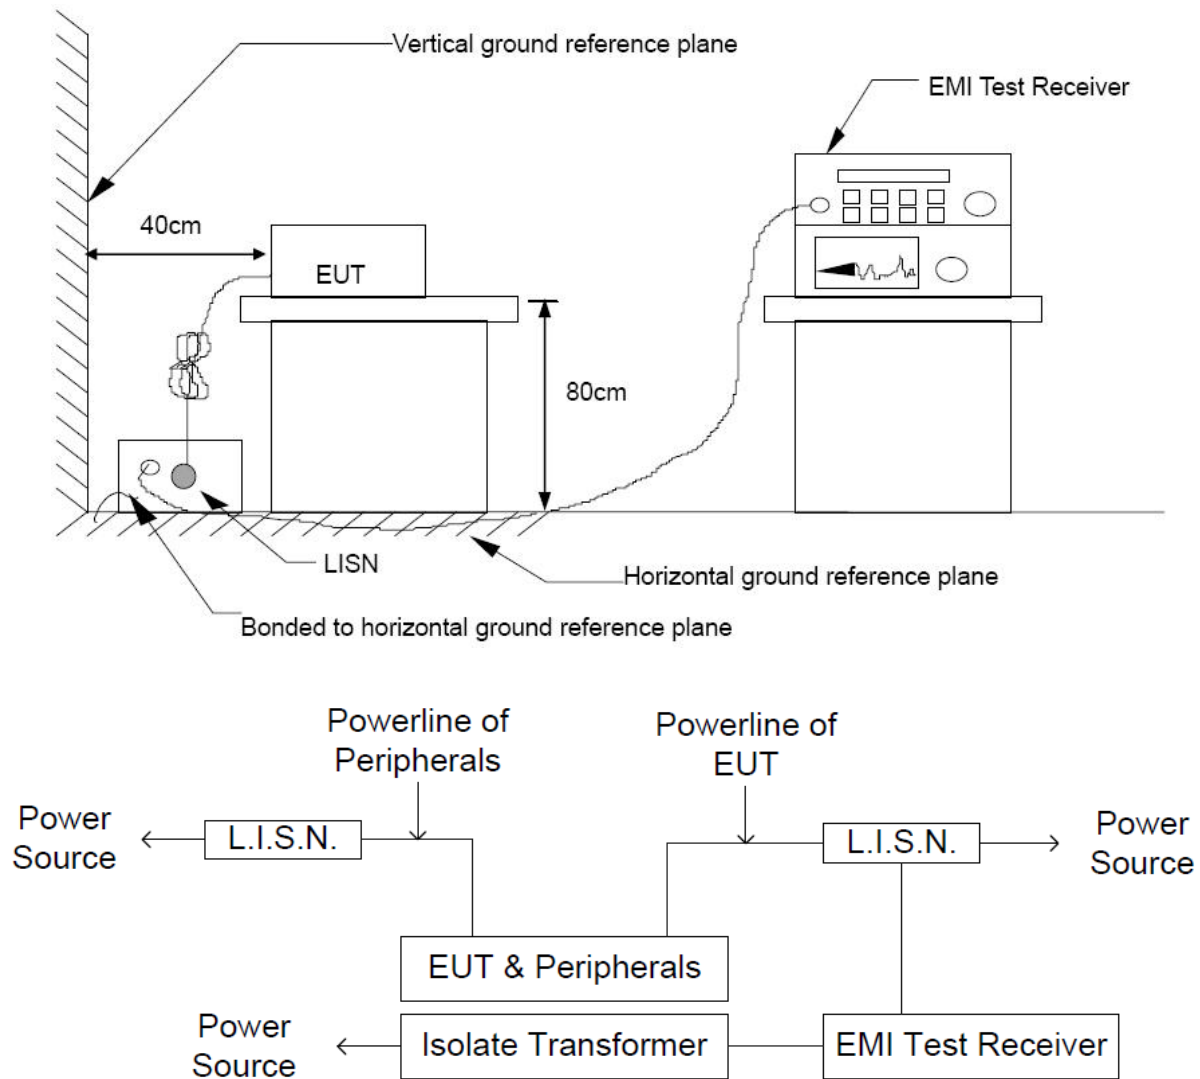 Vertical ground reference plane
EMI Test Receiver
40cm
EUT
80cm
LISN
Horizontal ground reference plane
Bonded to horizontal ground reference plane
Powerline of
Peripherals
Powerline of
EUT
Power
Source
L.I.S.N.
L.I.S.N.
Power
Source
EUT & Peripherals
Power
Source
Isolate Transformer
EMI Test Receiver